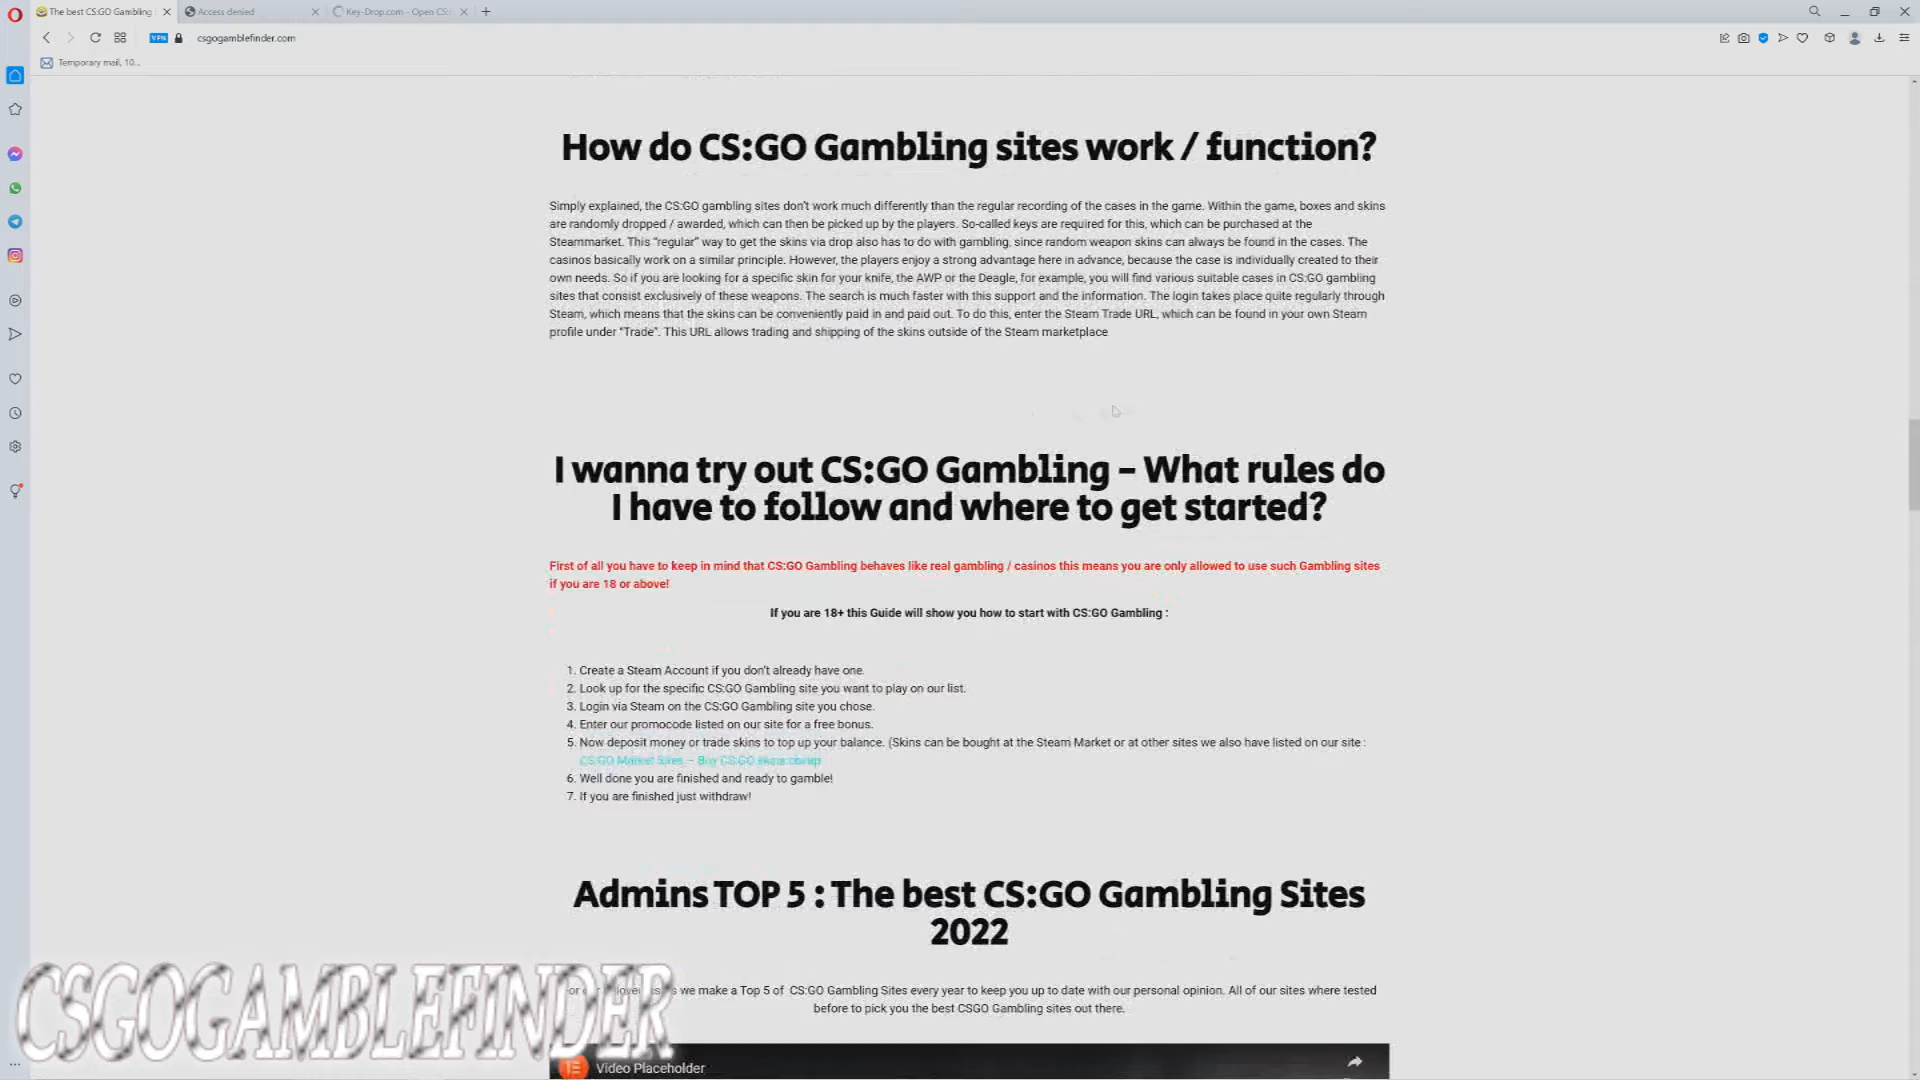 The best CS:GO Gambling
Access denied
Key-Drop.com - Open CS:
VPN
csgogamblefinder.com
Temporary mail, 10...
How do CS:GO Gambling sites work / function?
Simply explained, the CS:GO gambling sites don't work much differently than the regular recording of the cases in the game. Within the game, boxes and skins
are randomly dropped / awarded, which can then be picked up by the players. So-called keys are required for this, which can be purchased at the
Steammarket. This "regular" way to get the skins via drop also has to do with gambling, since random weapon skins can always be found in the cases. The
casinos basically work on a similar principle. However, the players enjoy a strong advantage here in advance, because the case is individually created to their
own needs. So if you are looking for a specific skin for your knife, the AWP or the Deagle, for example, you will find various suitable cases in CS:GO gambling
sites that consist exclusively of these weapons. The search is much faster with this support and the information. The login takes place quite regularly through
Steam, which means that the skins can be conveniently paid in and paid out. To do this, enter the Steam Trade URL, which can be found in your own Steam
profile under "Trade". This URL allows trading and shipping of the skins outside of the Steam marketplace
I wanna try out CS:GO Gambling – What rules do
I have to follow and where to get started?
First of all you have to keep in mind that CS:GO Gambling behaves like real gambling / casinos this means you are only allowed to use such Gambling sites
if you are 18 or above!
If you are 18+ this Guide will show you how to start with CS:GO Gambling :
1. Create a Steam Account if you don't already have one.
2. Look up for the specific CS:GO Gambling site you want to play on our list.
3. Login via Steam on the CS:GO Gambling site you chose.
4. Enter our promocode listed on our site for a free bonus.
5. Now deposit money or trade skins to top up your balance. (Skins can be bought at the Steam Market or at other sites we also have listed on our site :
CS:GO Market Sites – Buy CS:GO skins cheap
6. Well done you are finished and ready to gamble!
7. If you are finished just withdraw!
Admins TOP 5 : The best CS:GO Gambling Sites
2022
we make a Top 5 of CS:GO Gambling Sites every year to keep you up to date with our personal opinion. All of our sites where tested
before to pick you the best CSGO Gambling sites out there.
CSGOGAMBLEFINDER
Video Placeholder